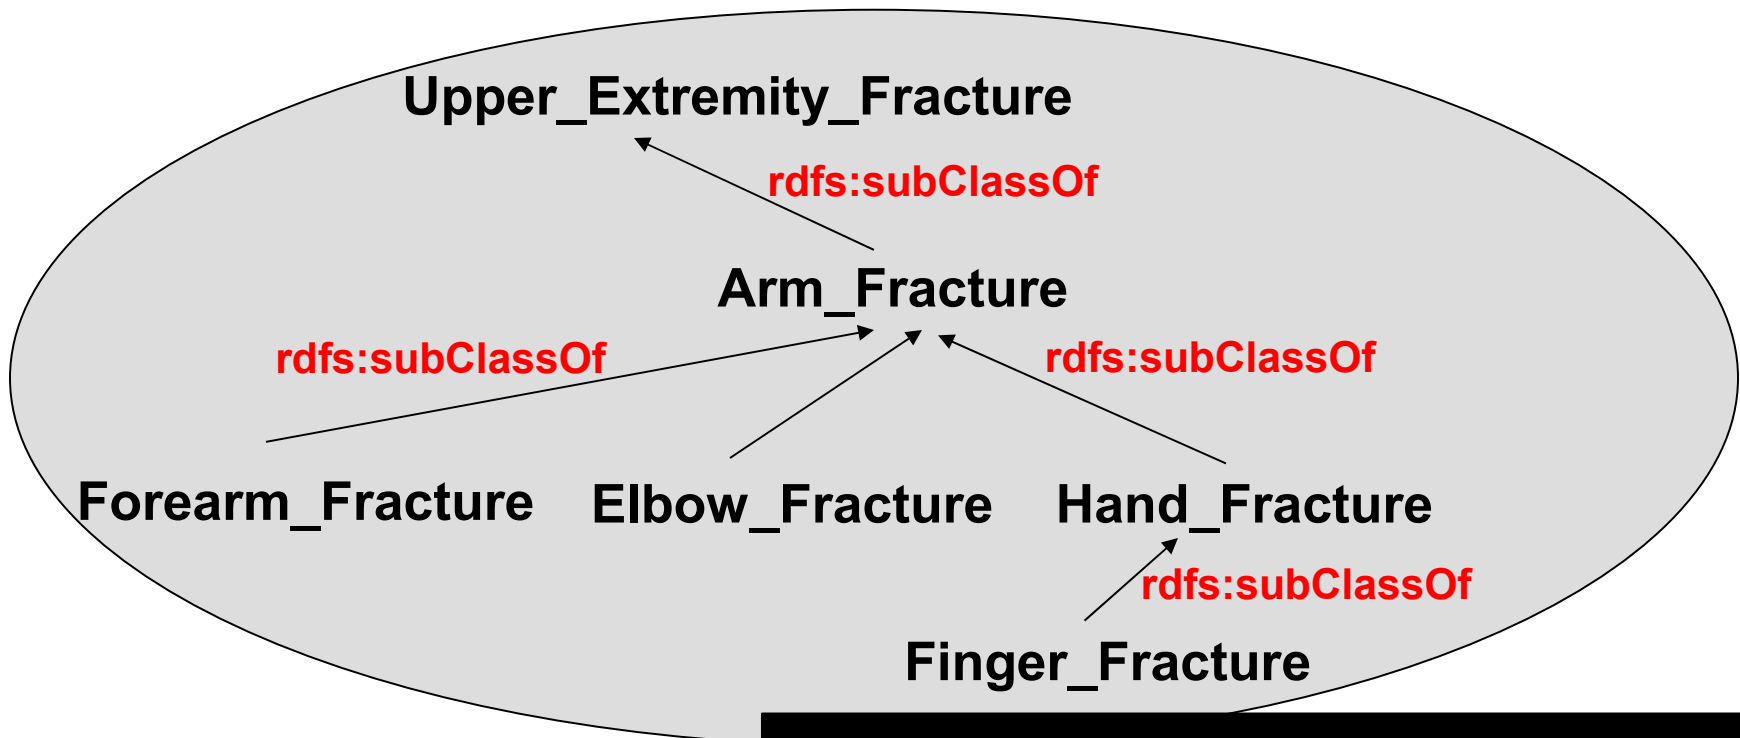 Upper_Extremity_Fracture
rdfs:subClassOf
Arm_Fracture
rdfs:subClassOf
rdfs:subClassOf
Forearm_Fracture
Elbow_Fracture
Hand_Fracture
rdfs:subClassOf
Finger_Fracture